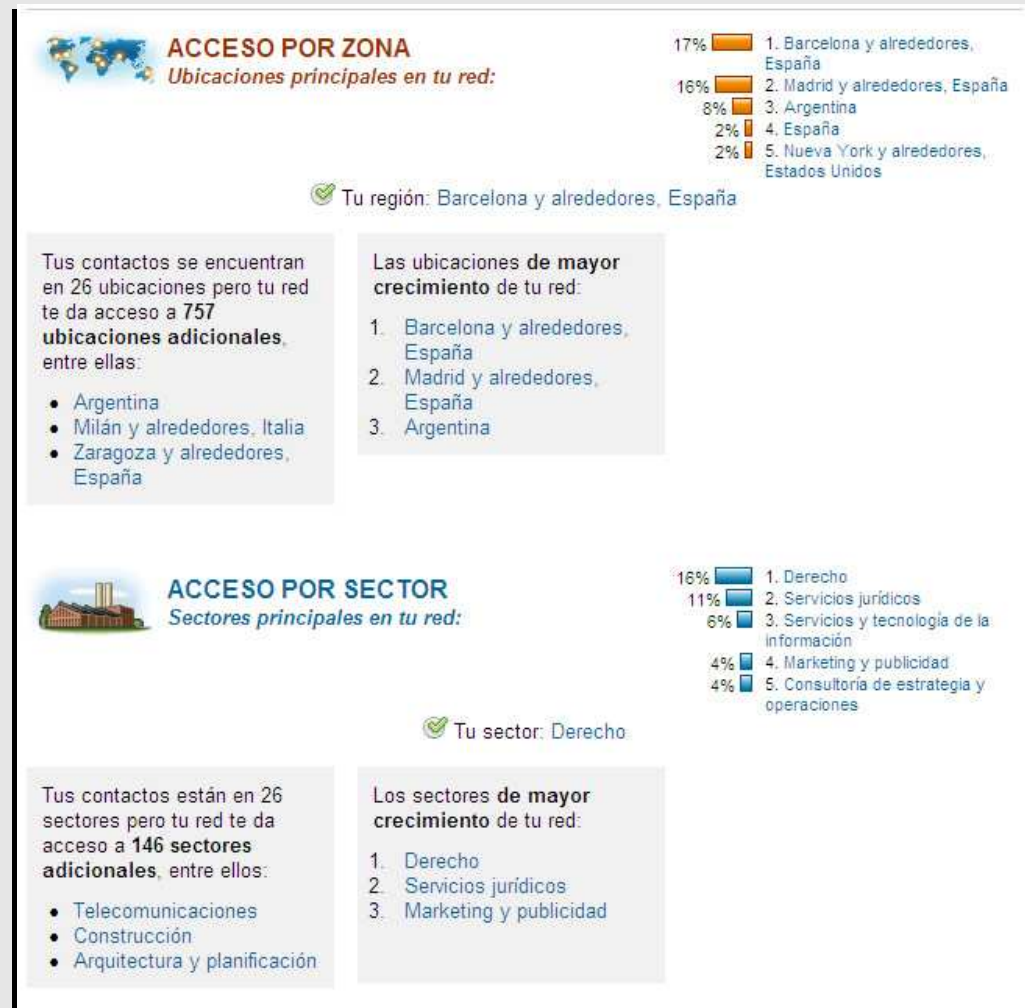 ACCESO POR ZONA
Ubicaciones principales en tu red:
17% 1. Barcelona y alrededores,
España
16% 2. Madrid y alrededores, España
8% 3. Argentina
2% 4. España
2% 5. Nueva York y alrededores,
Estados Unidos
Tu región: Barcelona y alrededores, España
Tus contactos se encuentran
en 26 ubicaciones pero tu red
te da acceso a 757
ubicaciones adicionales,
entre ellas:
• Argentina
• Milán y alrededores, Italia
• Zaragoza y alrededores,
España
Las ubicaciones de mayor
crecimiento de tu red:
1. Barcelona y alrededores,
España
2. Madrid y alrededores,
España
3. Argentina
ACCESO POR SECTOR
Sectores principales en tu red:
16% 1. Derecho
11% 2. Servicios jurídicos
6% 3. Servicios y tecnología de la
información
4% 4. Marketing y publicidad
4% 5. Consultoría de estrategia y
operaciones
Tu sector: Derecho
Tus contactos están en 26
sectores pero tu red te da
acceso a 146 sectores
adicionales, entre ellos:
• Telecomunicaciones
• Construcción
• Arquitectura y planificación
Los sectores de mayor
crecimiento de tu red:
1. Derecho
2. Servicios jurídicos
3. Marketing y publicidad